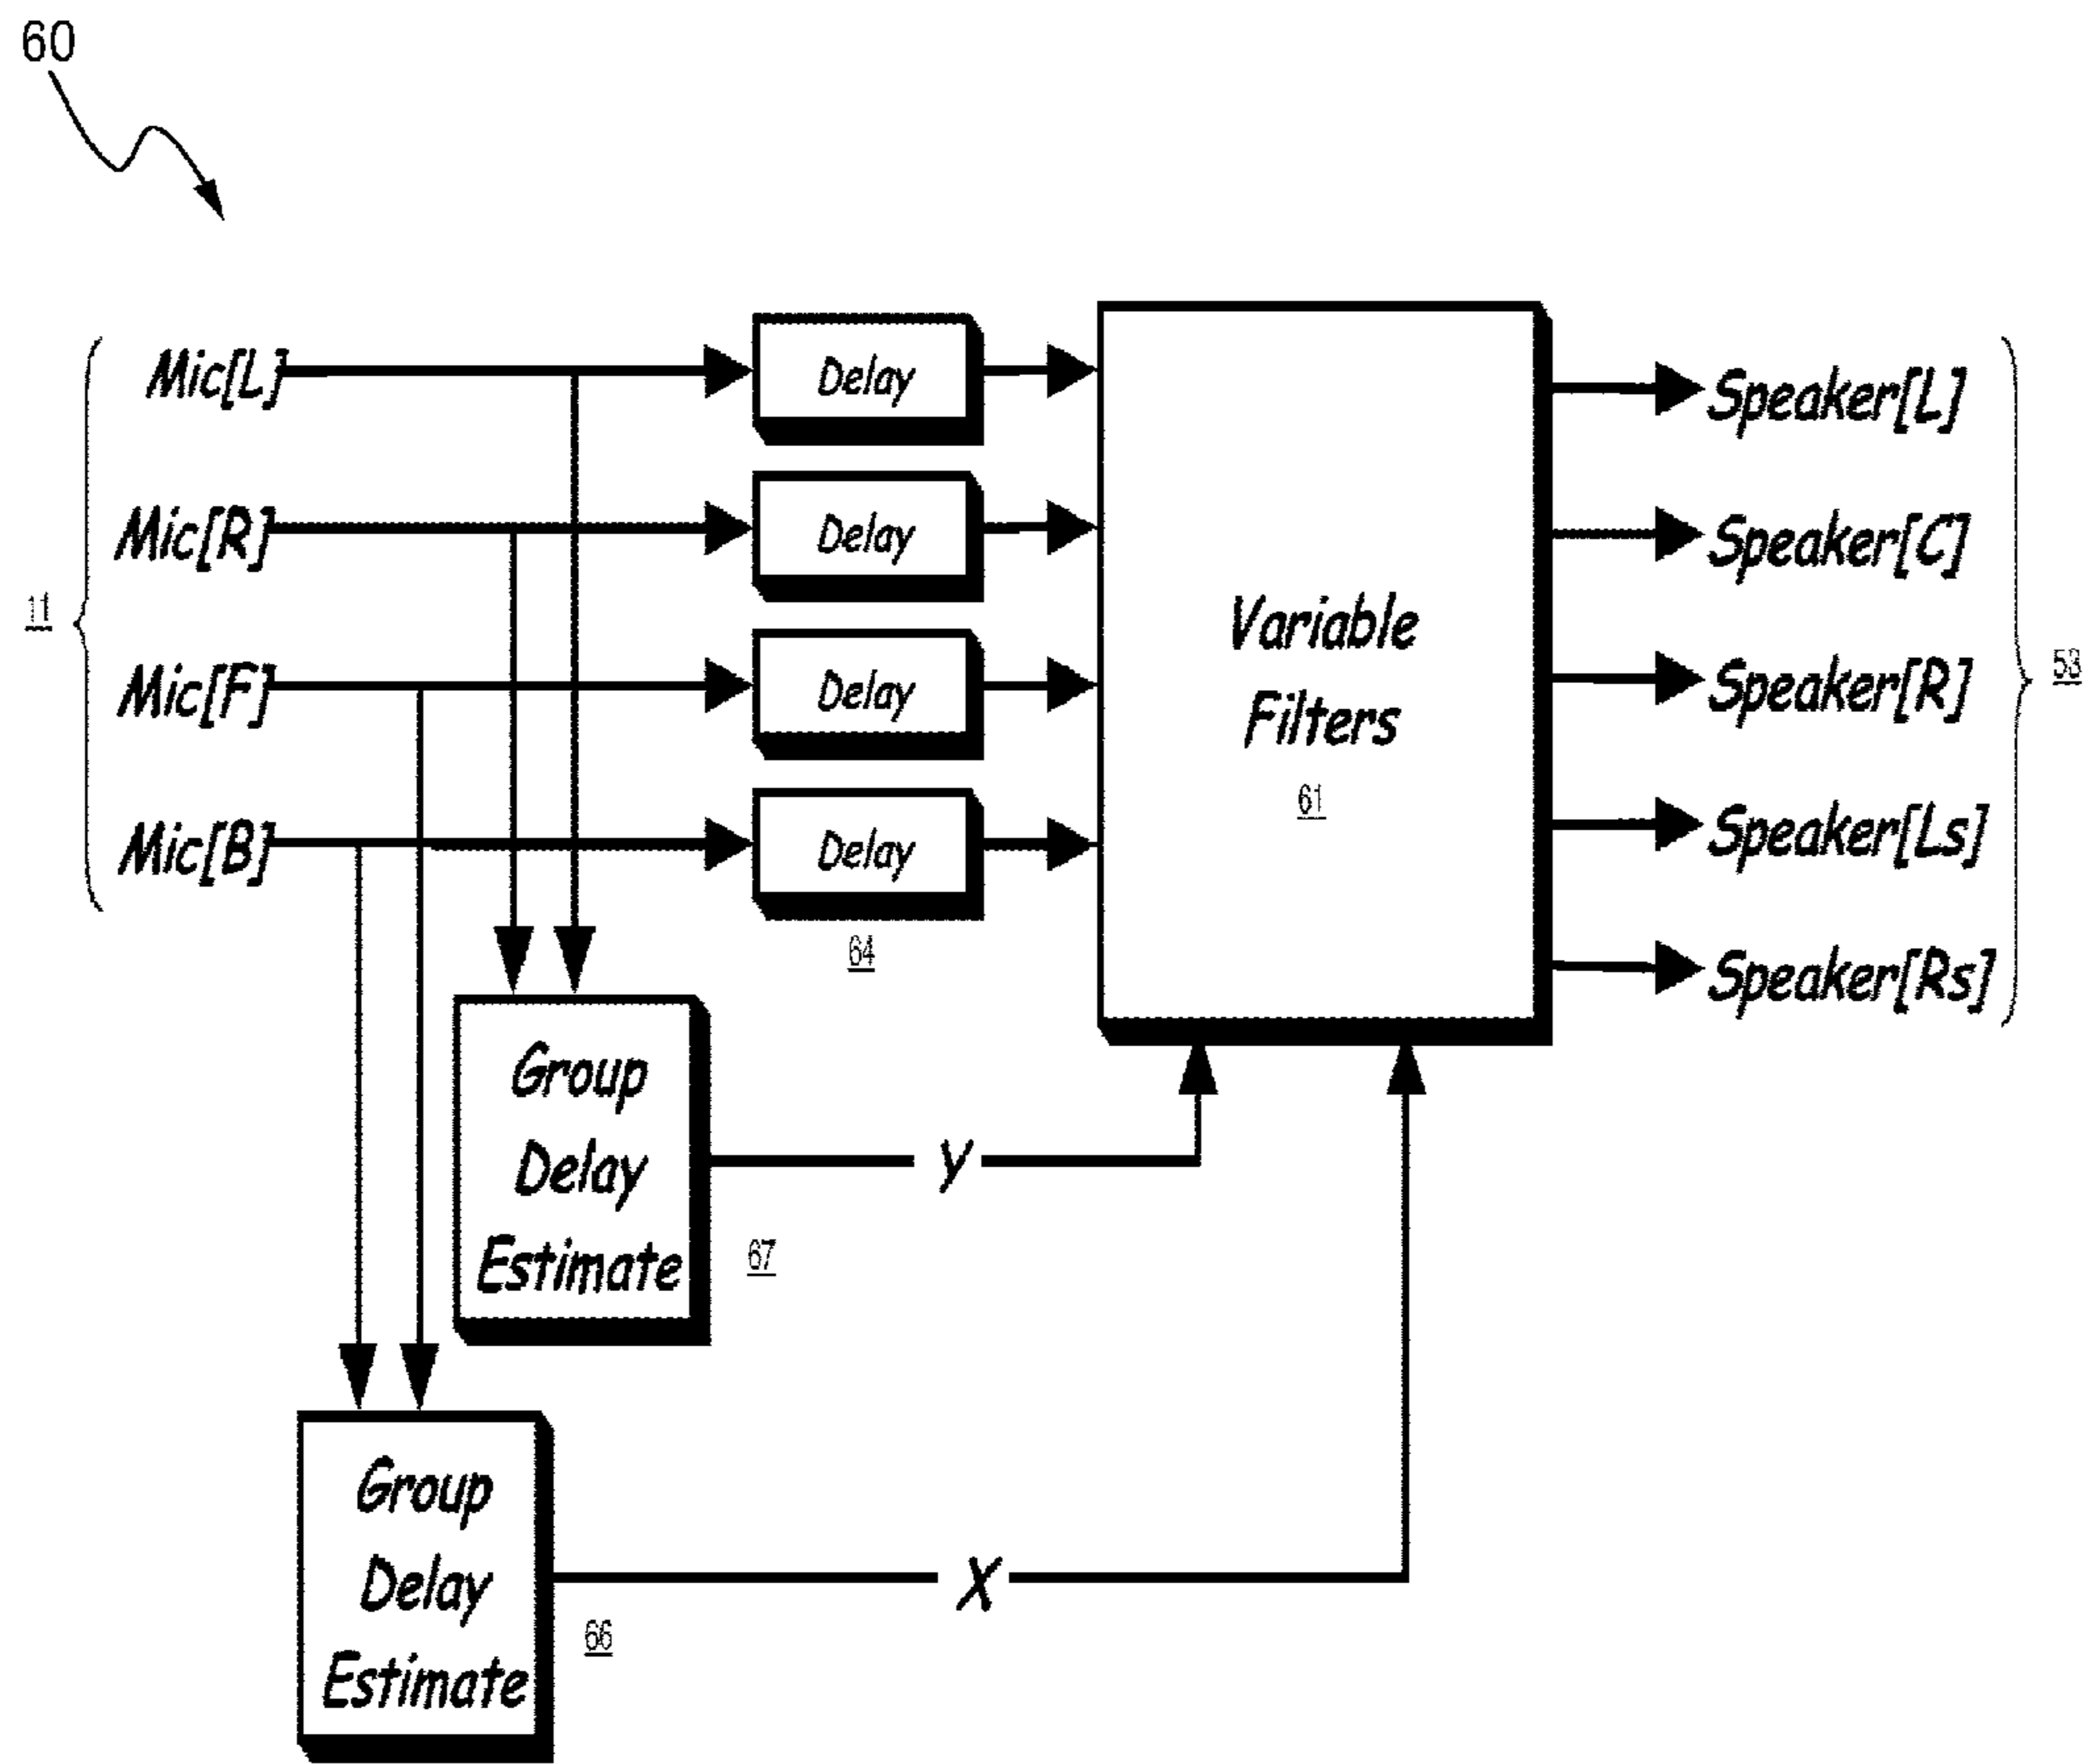 60
Mic[L]
Delay
Speaker[L]
Mic[R]
Delay
Speaker[C]
11
Mic[F]
Delay
Variable
Filters
61
Speaker[R]
53
Mic[B]
Delay
64
Speaker[Ls]
Speaker[Rs]
Group
Delay
Estimate
67
Y
Group
Delay
Estimate
66
X